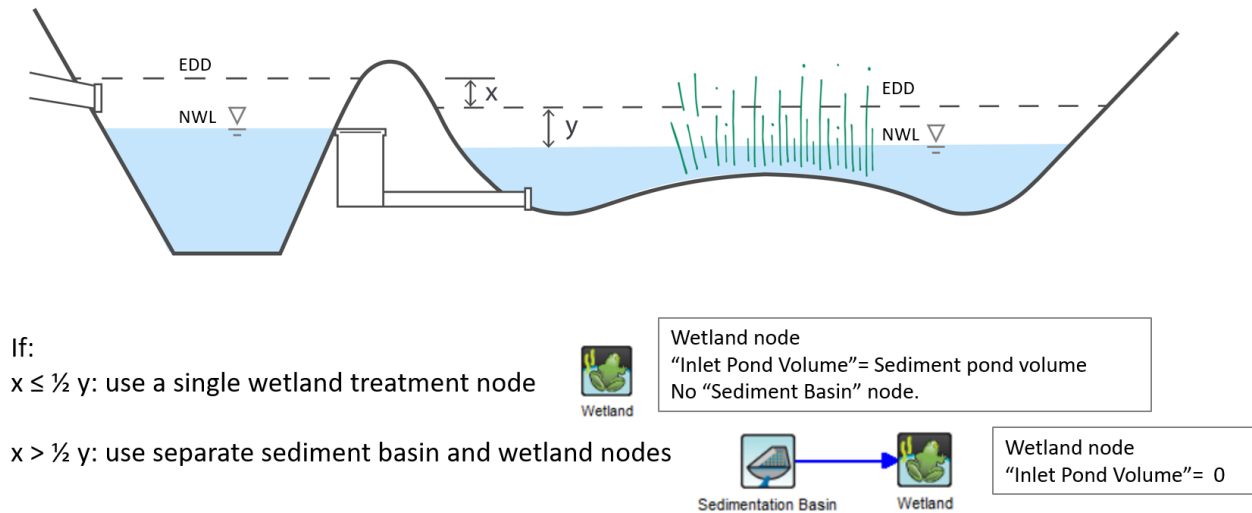 EDD
x
EDD
NWL
y
NWL
If:
x ≤ ½ y: use a single wetland treatment node
Wetland
Wetland node
“Inlet Pond Volume”= Sediment pond volume
No “Sediment Basin” node.
x > ½ y: use separate sediment basin and wetland nodes
Sedimentation Basin
Wetland
Wetland node
“Inlet Pond Volume”= 0